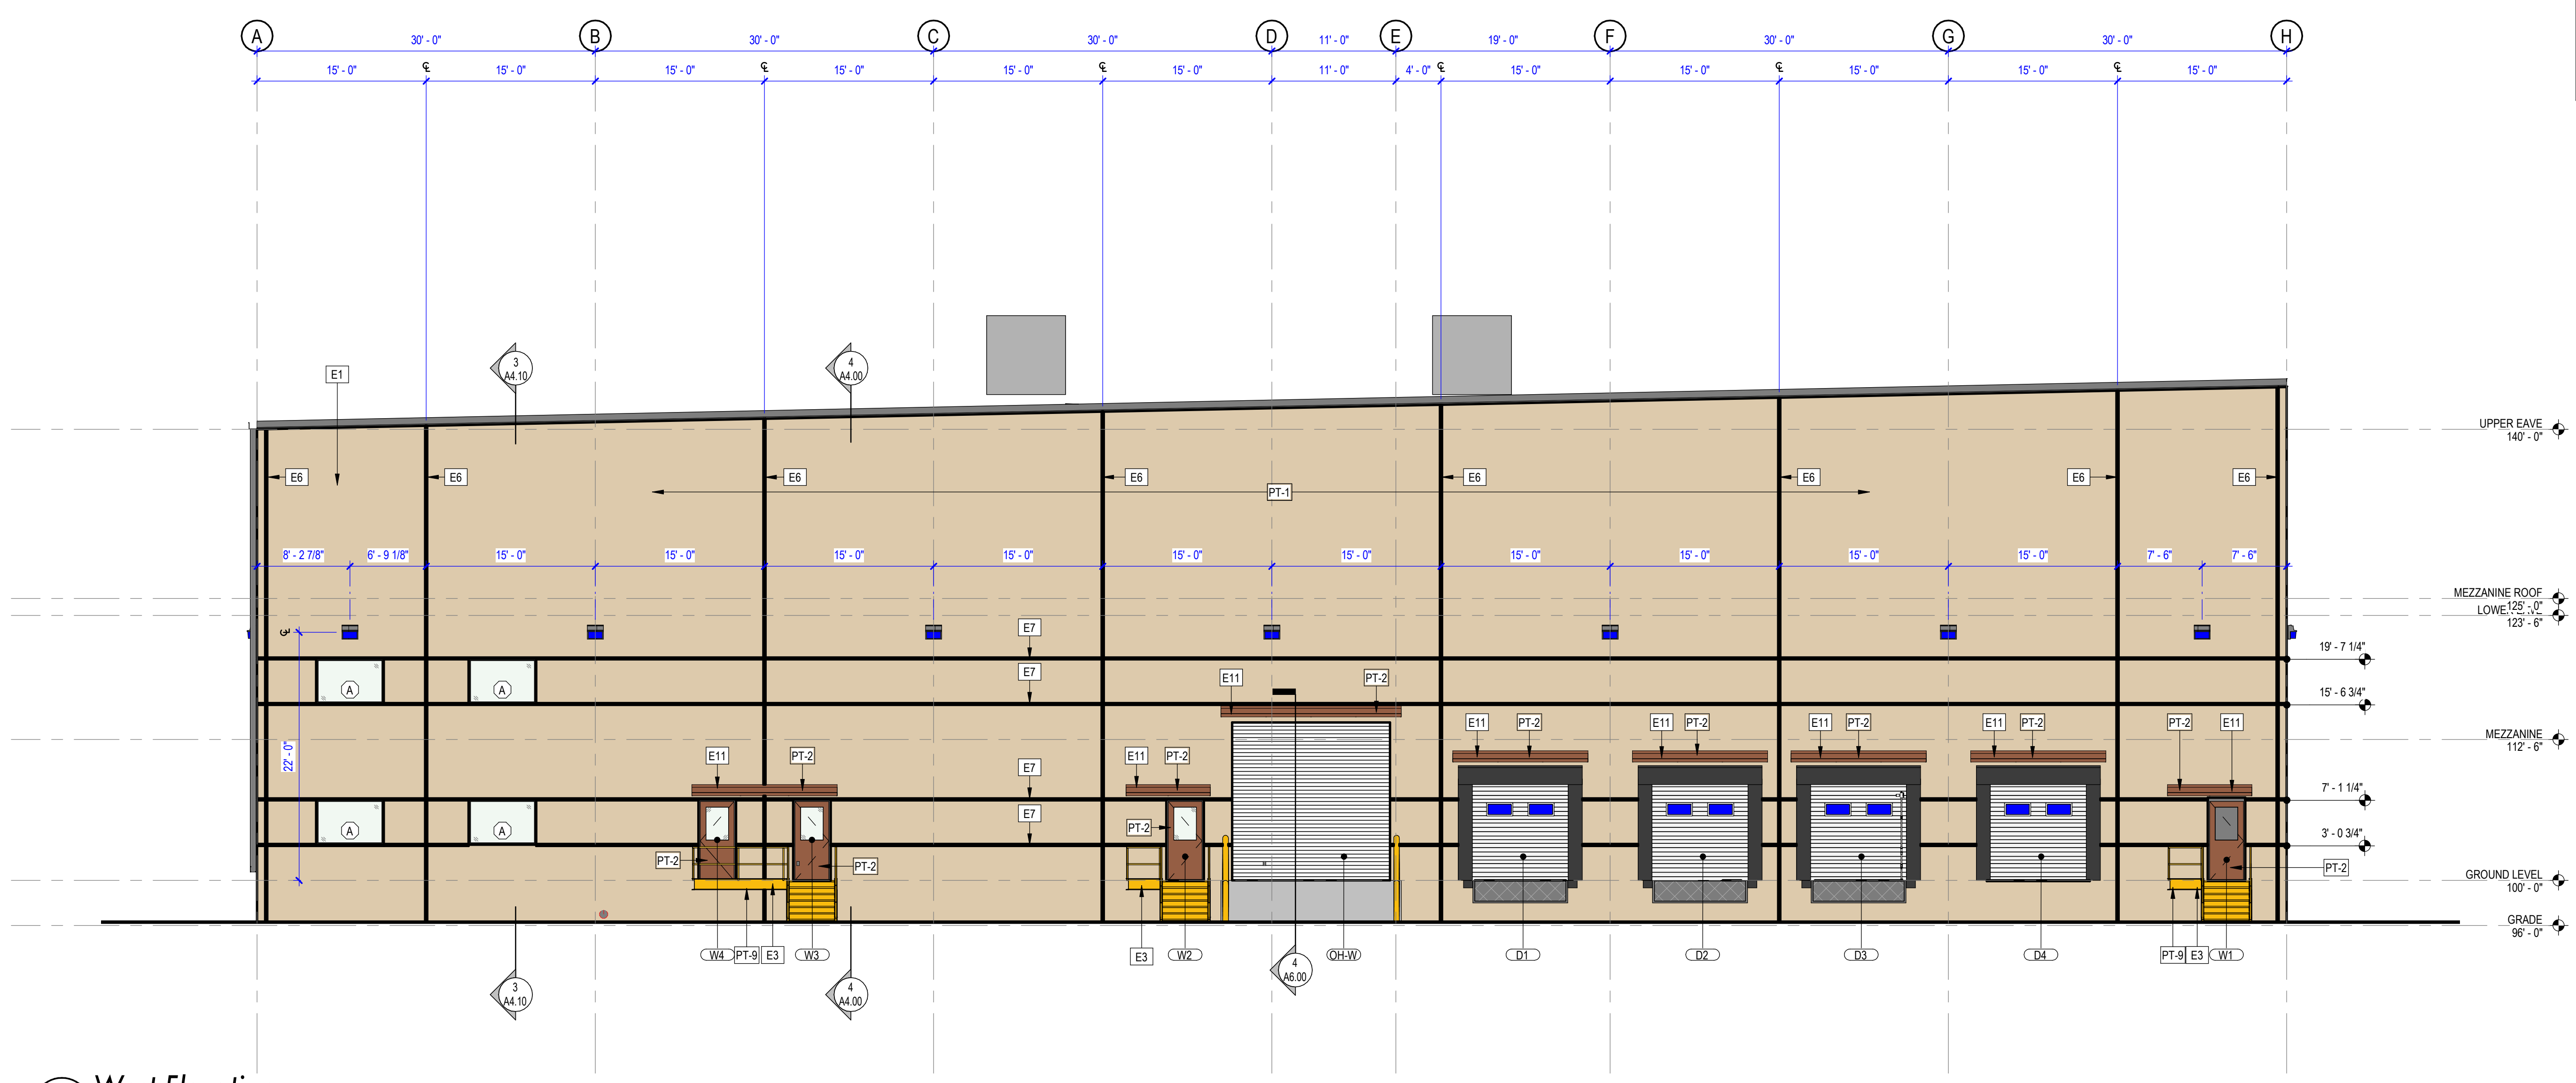 A B C D E F G H
30' - 0" 30' - 0" 30' - 0" 11' - 0" 19' - 0" 30' - 0" 30' - 0"
15' - 0" ℄ 15' - 0" 15' - 0" ℄ 15' - 0" 15' - 0" ℄ 15' - 0" 11' - 0" 4' - 0" ℄ 15' - 0" 15' - 0" ℄ 15' - 0" 15' - 0" ℄ 15' - 0"
3 4
A4.10 A4.00
E1
UPPER EAVE
140' - 0"
E6 E6 E6 E6 E6 E6 E6 E6
PT-1
8' - 2 7/8" 6' - 9 1/8" 15' - 0" 15' - 0" 15' - 0" 15' - 0" 15' - 0" 15' - 0" 15' - 0" 15' - 0" 15' - 0" 15' - 0" 7' - 6" 7' - 6"
MEZZANINE ROOF
125' - 0"
123' - 6"
℄ E7
19' - 7 1/4"
E7 E11 PT-2
A A
15' - 6 3/4"
E11 PT-2 E11 PT-2 E11 PT-2 E11 PT-2 PT-2 E11
MEZZANINE
112' - 6"
22' - 0"
E11 PT-2 E7 E11 PT-2
7' - 1 1/4"
E7
A A PT-2
3' - 0 3/4"
PT-2 PT-2 PT-2
GROUND LEVEL
100' - 0"
GRADE
96' - 0"
W4 PT-9 E3 W3 E3 W2 OH-W D1 D2 D3 D4 PT-9 E3 W1
4
A6.00
3 4
A4.10 A4.00